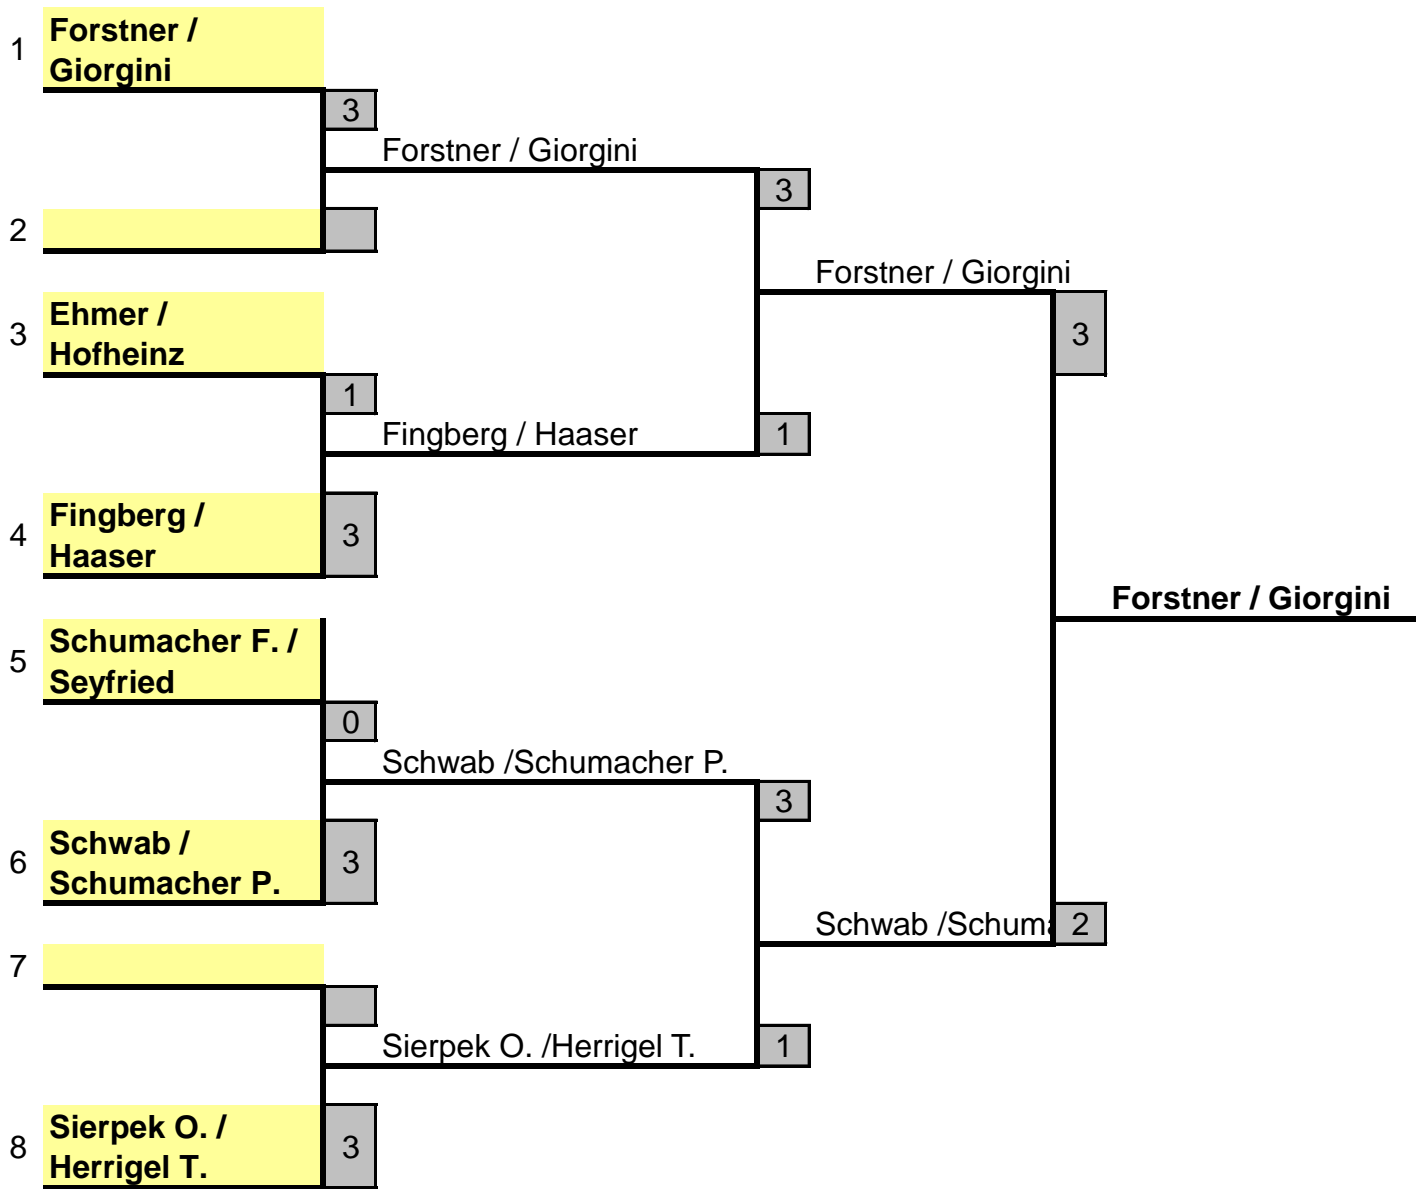 1
Forstner /
Giorgini
3
Forstner / Giorgini
3
2
Forstner / Giorgini
3
3
Ehmer /
Hofheinz
1
Fingberg / Haaser
1
4
Fingberg /
Haaser
3
Forstner / Giorgini
5
Schumacher F. /
Seyfried
0
Schwab /Schumacher P.
3
6
Schwab /
Schumacher P.
3
Schwab /Schuma
2
7
Sierpek O. /Herrigel T.
1
8
Sierpek O. /
Herrigel T.
3